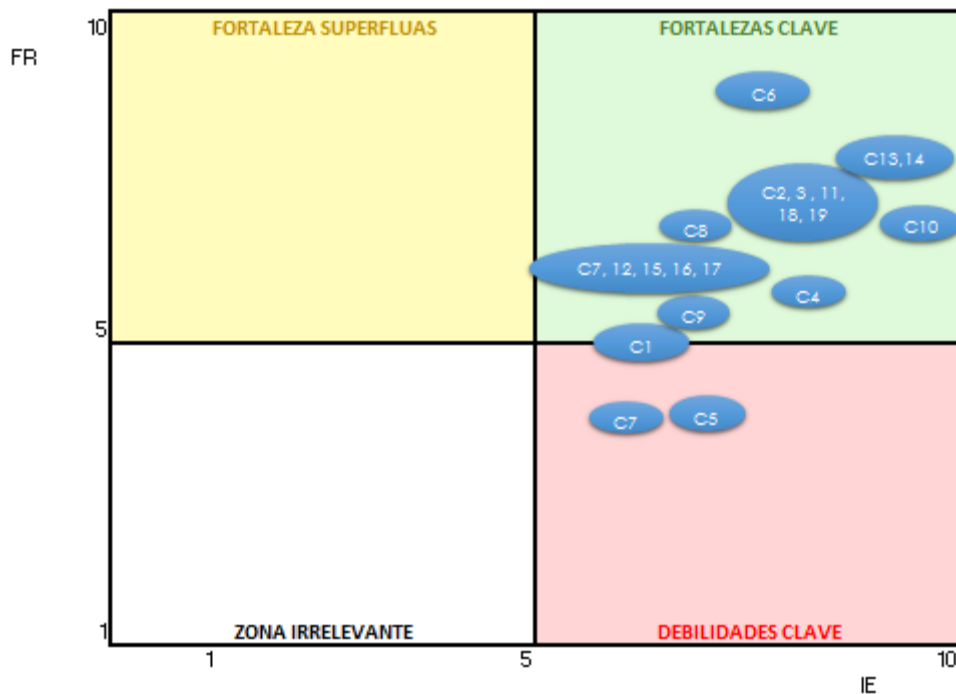 10
FORTALEZA SUPERFLUAS
FORTALEZAS CLAVE
FR
C6
C13,14
C2, 3 , 11,
18, 19
C8
C10
C7, 12, 15, 16, 17
C4
C9
5
C1
C7
C5
1
ZONA IRRELEVANTE
DEBILIDADES CLAVE
1
5
10
IE